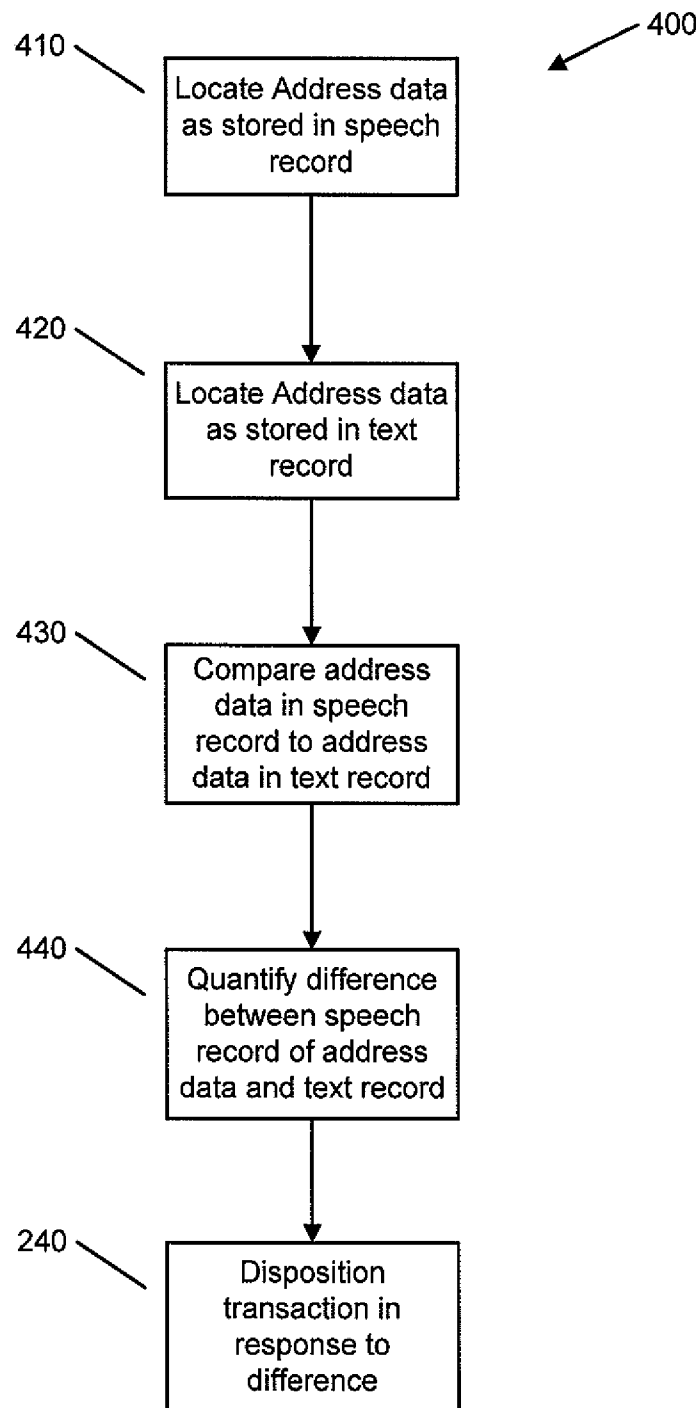 400
410
Locate Address data
as stored in speech
record
420
Locate Address data
as stored in text
record
430
Compare address
data in speech
record to address
data in text record
440
Quantify difference
between speech
record of address
data and text record
240
Disposition
transaction in
response to
difference